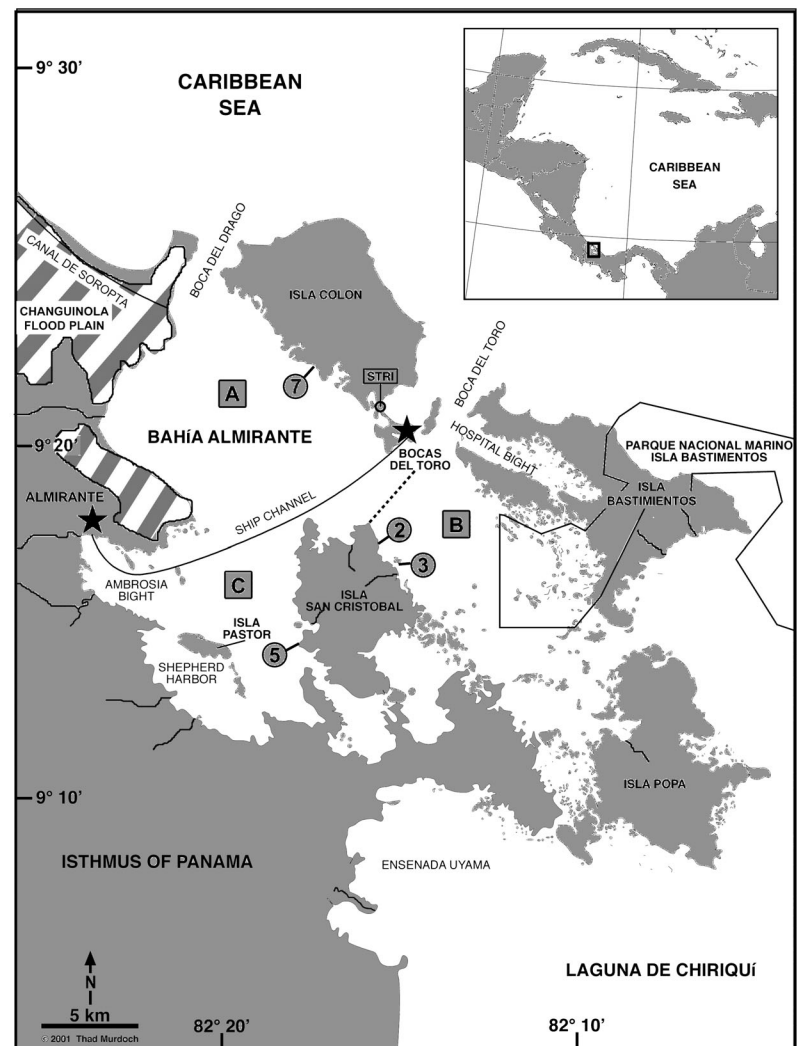 9° 30’
CARIBBEAN
SEA
CARIBBEAN
SEA
BOCA DEL DRAGO
CANAL DE SOROPTA
CHANGUINOLA
FLOOD PLAIN
ISLA COLON
BOCA DEL TORO
A
7
STRI
9° 20’
BAHíA ALMIRANTE
BOCAS
DEL TORO
HOSPITAL BIGHT
PARQUE NACIONAL MARINO
ISLA BASTIMENTOS
ISLA
BASTIMIENTOS
ALMIRANTE
SHIP CHANNEL
2
B
3
AMBROSIA
BIGHT
C
ISLA
SAN CRISTOBAL
ISLA
PASTOR
5
SHEPHERD
HARBOR
9° 10’
ISLA POPA
ISTHMUS OF PANAMA
ENSENADA UYAMA
LAGUNA DE CHIRIQUí
N
5 km
© 2001 Thad Murdoch
82° 20’
82° 10’